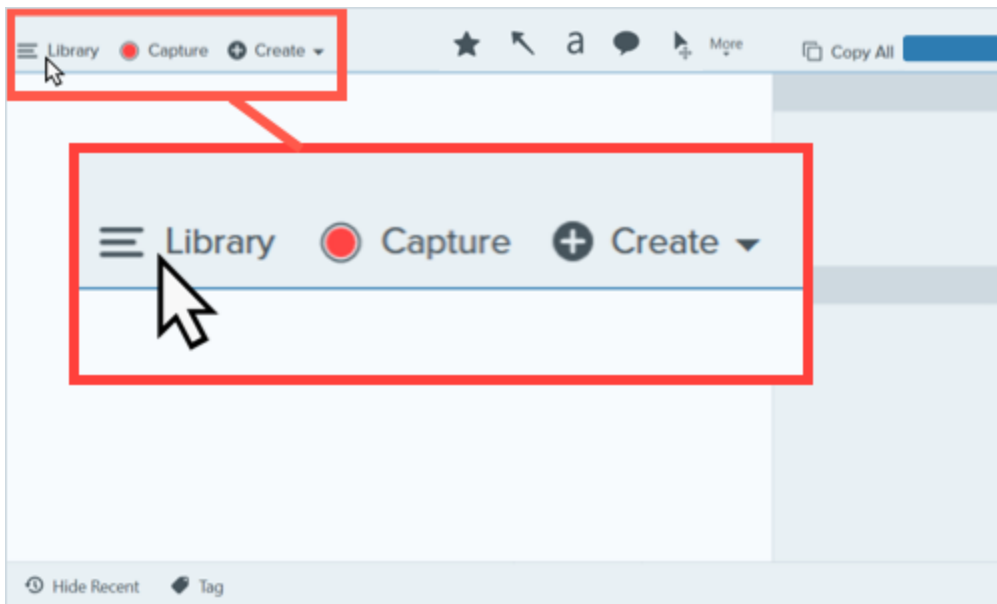 Library Capture Create
a
More
Copy All
Library Capture Create
Hide Recent Tag